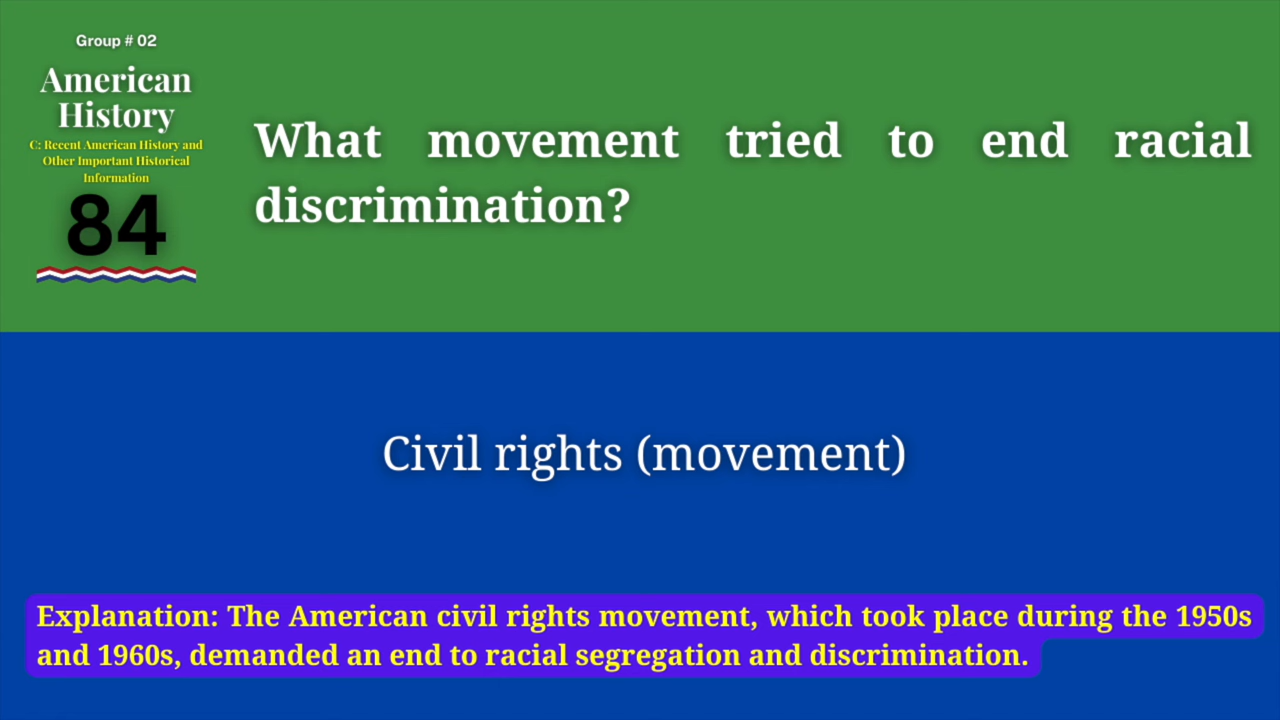 Group # 02
American
History
C: Recent American History and
Other Important Historical
Information
84
What movement tried to end racial
discrimination?
Civil rights (movement)
Explanation: The American civil rights movement, which took place during the 1950s
and 1960s, demanded an end to racial segregation and discrimination.